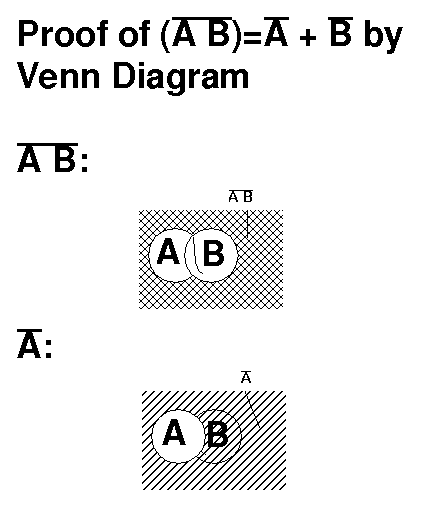 Proof of (A̅ ̅B̅)=A̅ + B̅ by
Venn Diagram
A̅ ̅B̅:
A̅ ̅B̅
A B
A̅:
A̅
A B